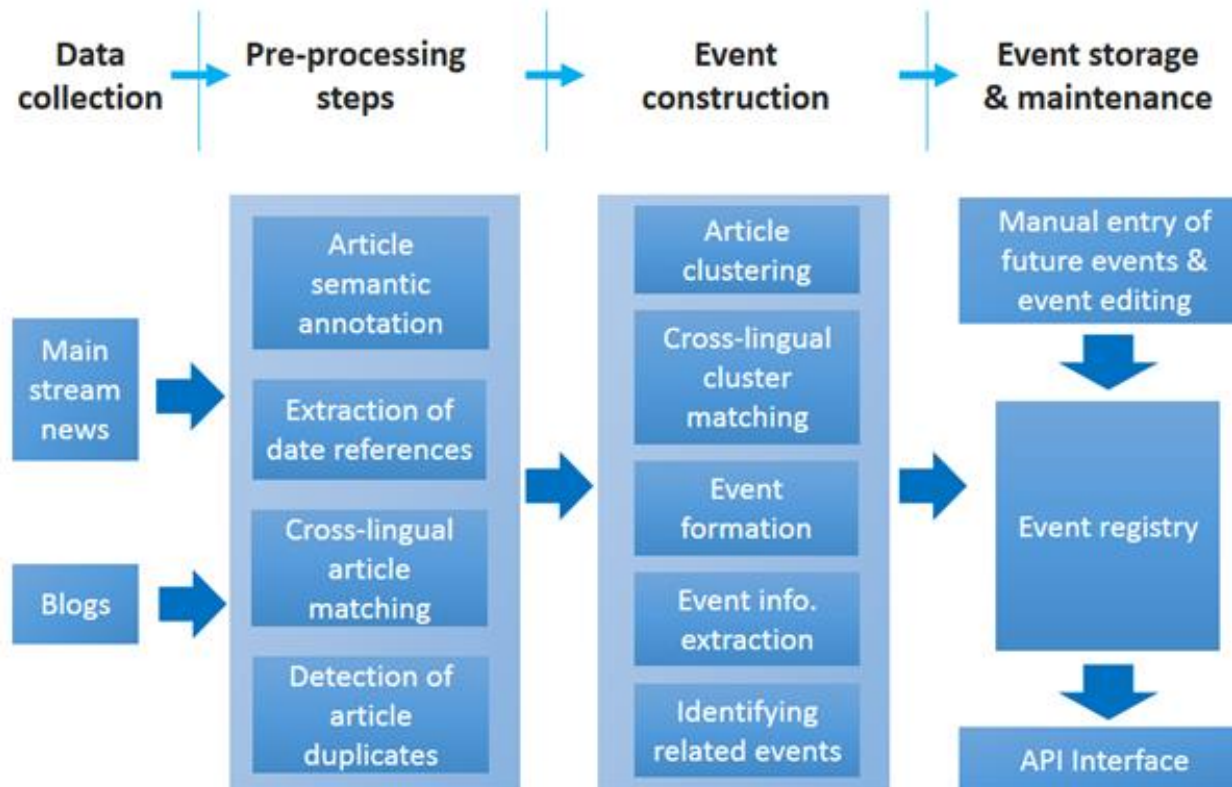 Data
collection
Pre-processing
steps
Event
construction
Event storage
& maintenance
Main
stream
news
Blogs
Article
semantic
annotation
Extraction of
date references
Cross-lingual
article
matching
Detection of
article
duplicates
Article
clustering
Cross-lingual
cluster
matching
Event
formation
Event info.
extraction
Identifying
related events
Manual entry of
future events &
event editing
Event registry
API Interface